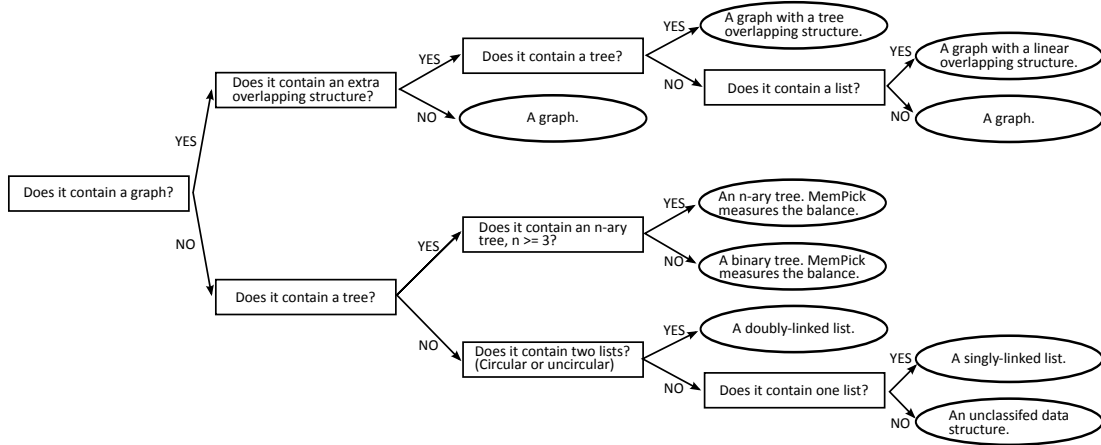 A graph with a tree
overlapping structure.
YES
Does it contain a tree?
YES
NO
YES
A graph with a linear
overlapping structure.
Does it contain an extra
overlapping structure?
Does it contain a list?
NO
A graph.
NO
A graph.
YES
Does it contain a graph?
NO
YES
An n-ary tree. MemPick
measures the balance.
YES
Does it contain an n-ary
tree, n >= 3?
NO
A binary tree. MemPick
measures the balance.
Does it contain a tree?
NO
YES
A doubly-linked list.
Does it contain two lists?
(Circular or uncircular)
NO
YES
A singly-linked list.
Does it contain one list?
NO
An unclassifed data
structure.